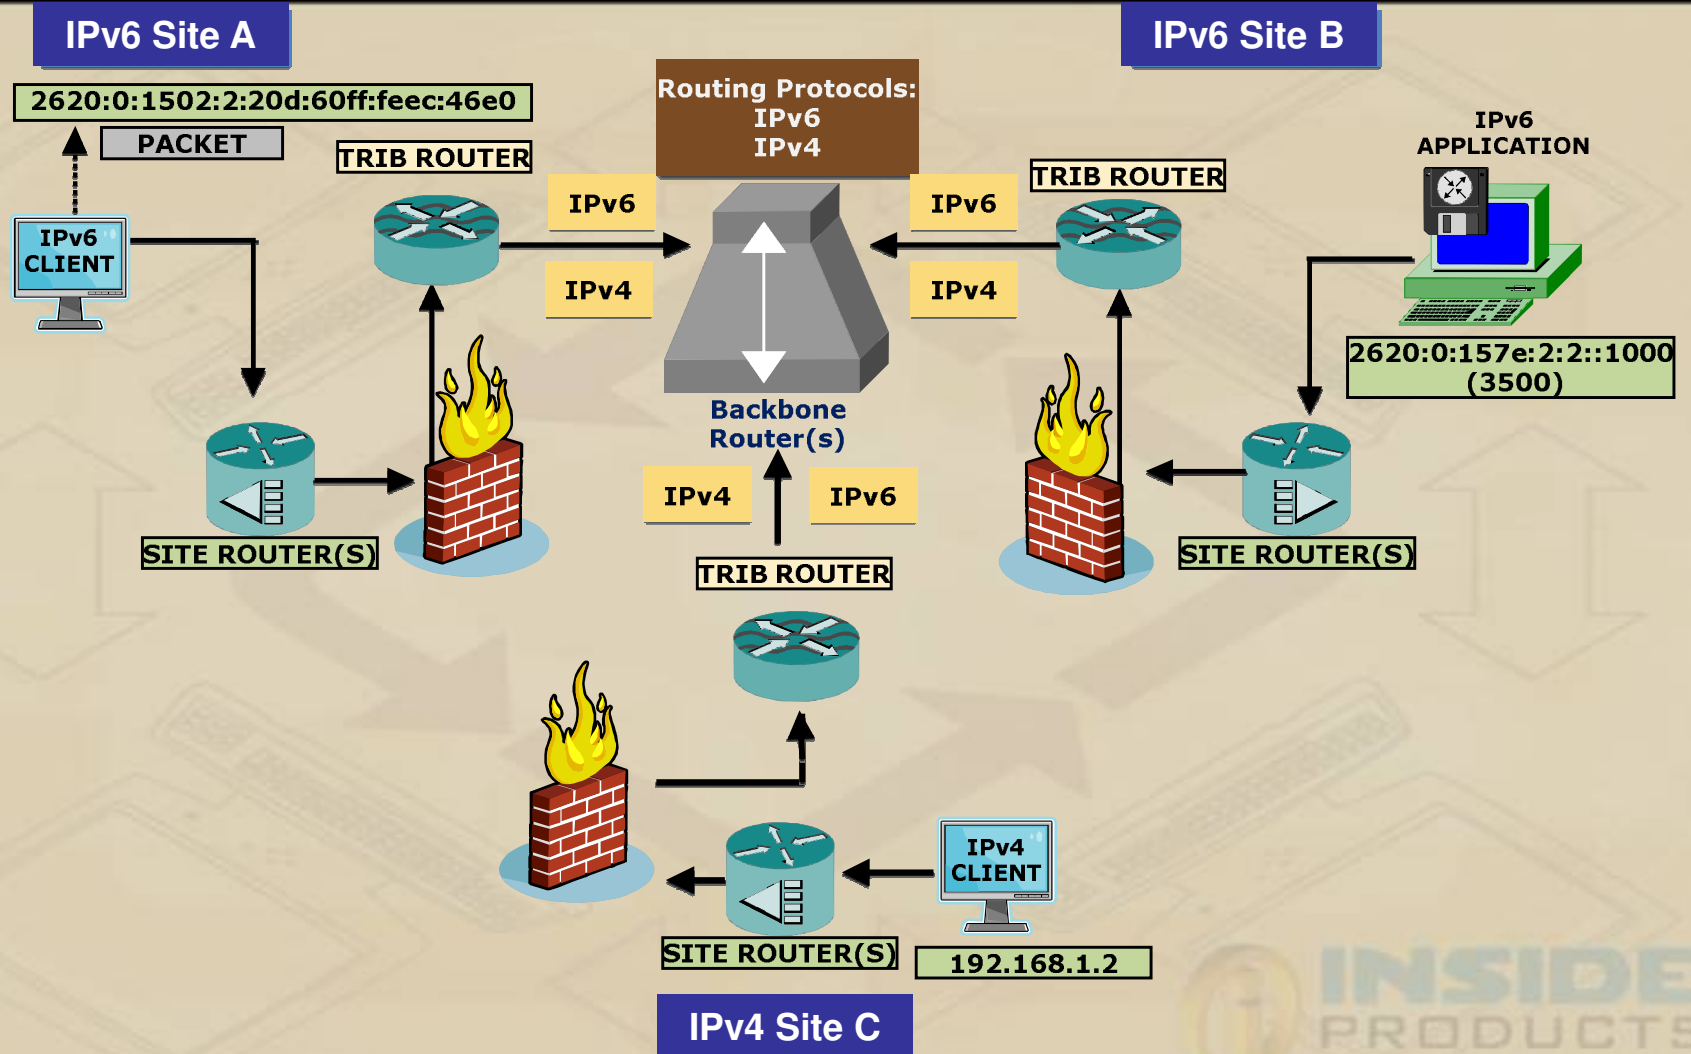 IPv6 Site A
IPv6 Site B
2620:0:1502:2:20d:60ff:feec:46e0
PACKET
Routing Protocols:
IPv6
IPv4
TRIB ROUTER
TRIB ROUTER
IPv6
APPLICATION
IPv6
IPv6
IPv6
CLIENT
IPv4
IPv4
2620:0:157e:2:2::1000
(3500)
Backbone
Router(s)
IPv4
IPv6
SITE ROUTER(S)
SITE ROUTER(S)
TRIB ROUTER
IPv4
CLIENT
SITE ROUTER(S)
192.168.1.2
IPv4 Site C
INSIDE
PRODUCTS